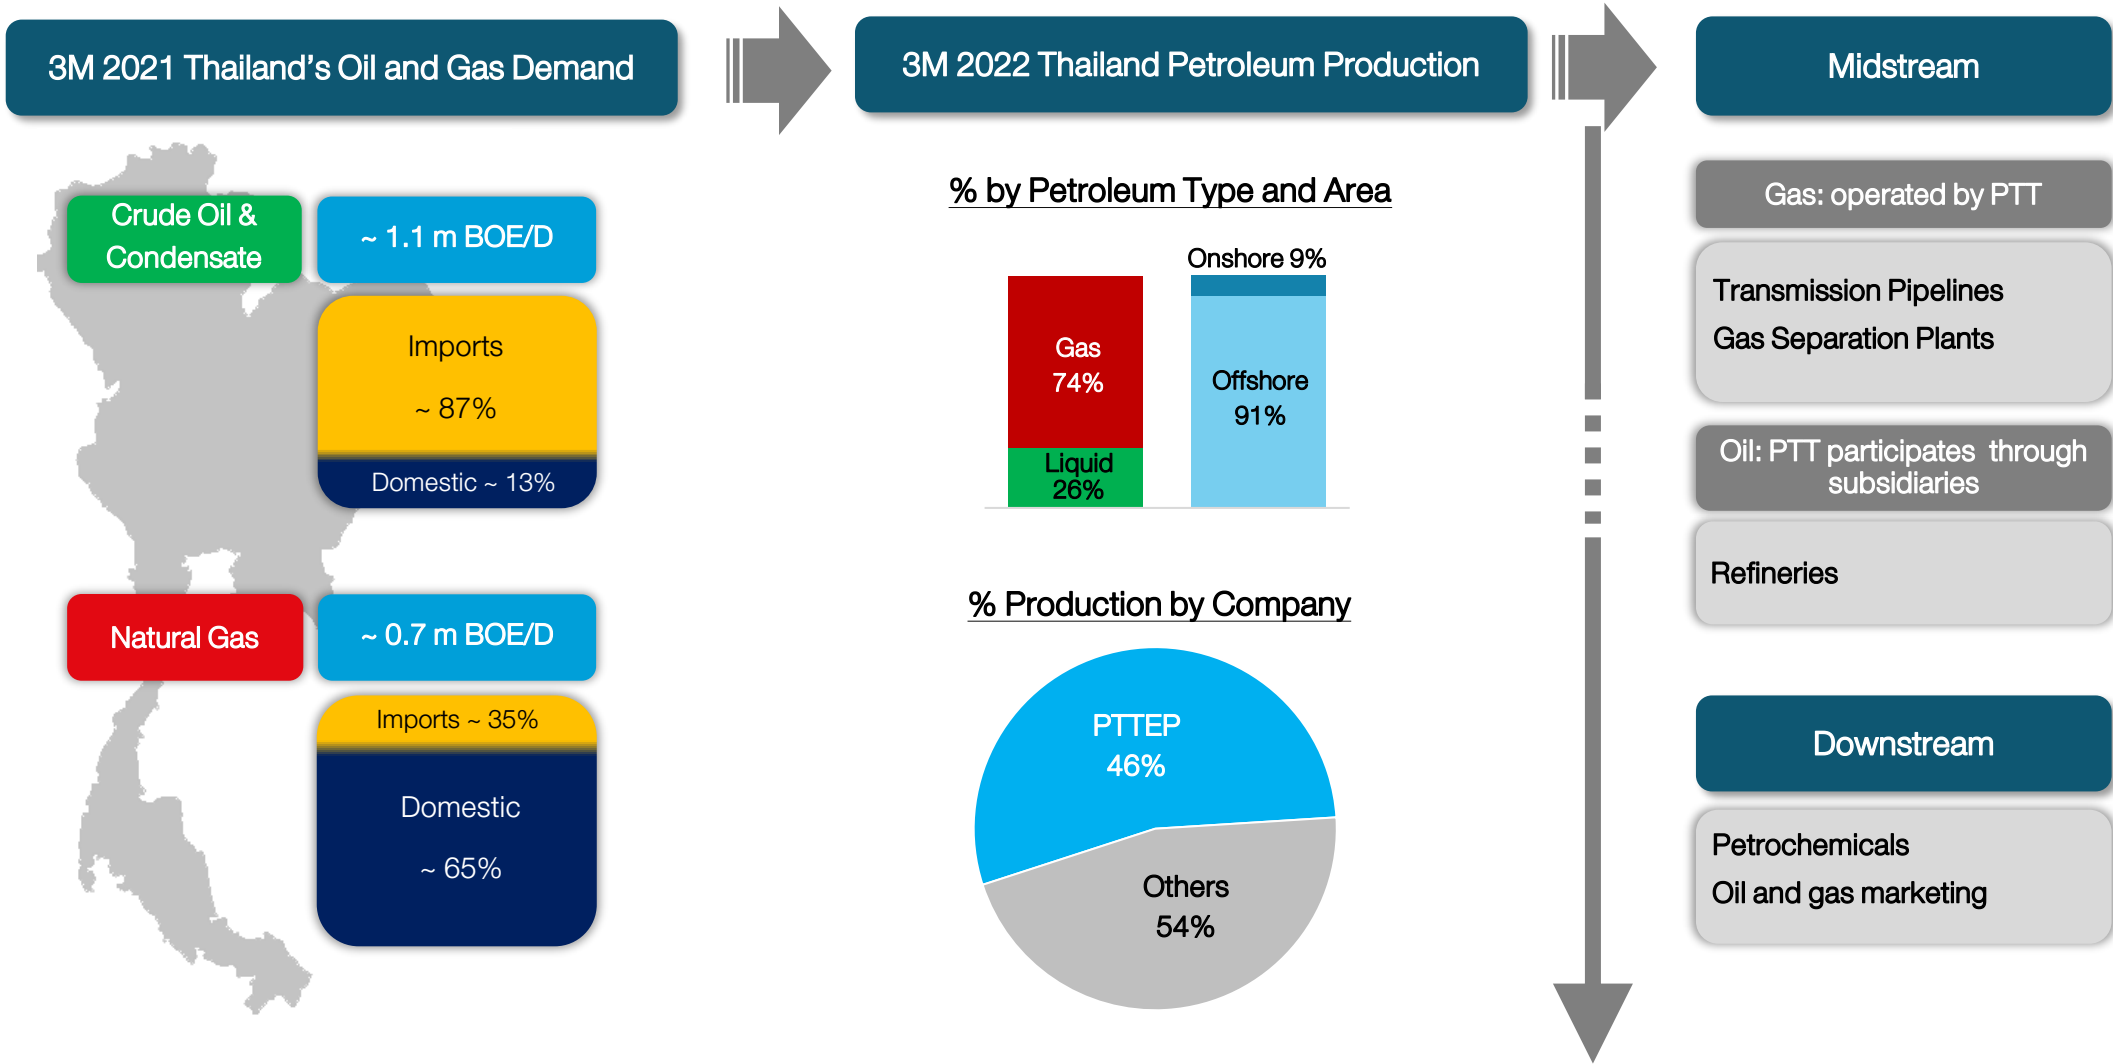 3M 2021 Thailand's Oil and Gas Demand
Crude Oil &
Condensate
~ 1.1 m BOE/D
Imports
~ 87%
Domestic ~ 13%
Natural Gas
~ 0.7 m BOE/D
Imports ~ 35%
Domestic
~ 65%
3M 2022 Thailand Petroleum Production
% by Petroleum Type and Area
Gas
74%
Liquid
26%
Onshore 9%
Offshore
91%
% Production by Company
PTTEP
46%
Others
54%
Midstream
Gas: operated by PTT
Transmission Pipelines
Gas Separation Plants
Oil: PTT participates through
subsidiaries
Refineries
Downstream
Petrochemicals
Oil and gas marketing